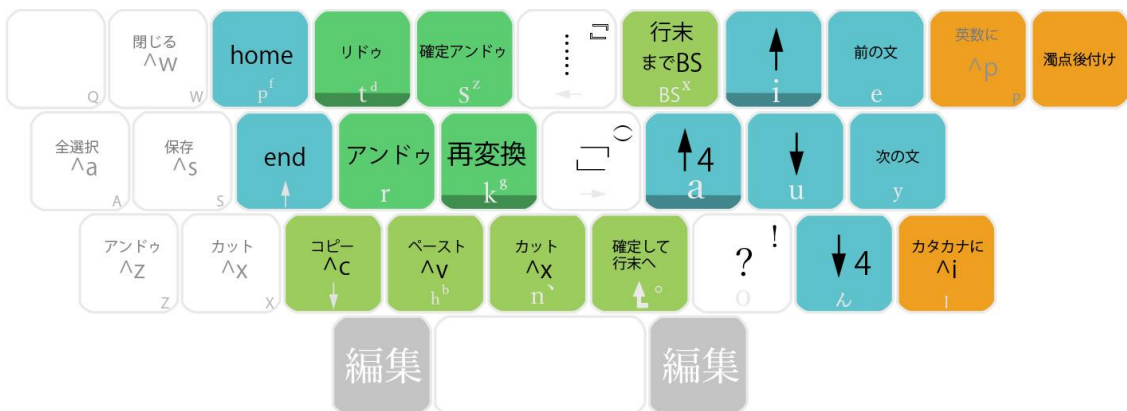 Q
閉じる
^w
W
home
p f
リドゥ
t d
確定アンドゥ
s z
……
『』
←
行末
までBS
BS x
↑
i
前の文
e
英数に
^p
P
濁点後付け
全選択
^a
A
保存
^s
S
end
↑
アンドゥ
r
再変換
k g
「」
()
→
↑4
a
↓
u
次の文
y
アンドゥ
^z
Z
カット
^x
X
コピー
^c
↓
ペースト
^v
h b
カット
^x
n 、
確定して
行末へ
。
?
!
o
↓4
ん
カタカナに
^i
l
編集
編集